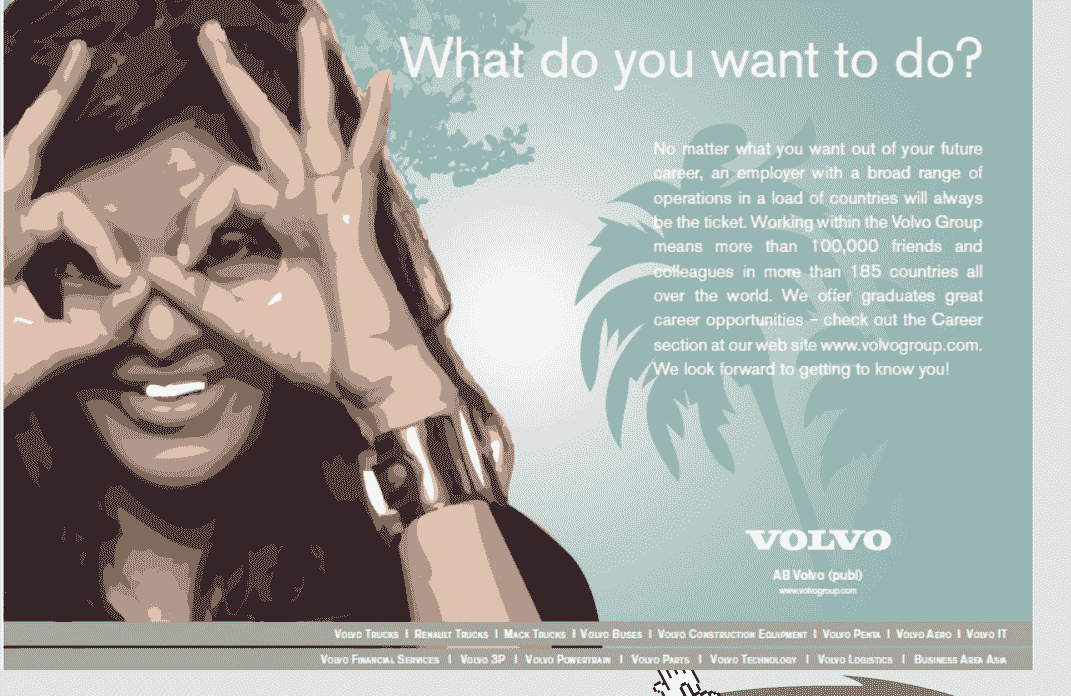 What do you want to do?
No matter what you want out of your future
career, an employer with a broad range of
operations in a load of countries will always
be the ticket. Working within the Volvo Group
means more than 100,000 friends and
colleagues in more than 185 countries all
over the world. We offer graduates great
career opportunities – check out the Career
section at our web site www.volvogroup.com.
We look forward to getting to know you!
VOLVO
AB Volvo (publ)
www.volvogroup.com
Volvo Trucks | Renault Trucks | Mack Trucks | Volvo Buses | Volvo Construction Equipment | Volvo Penta | Volvo Aero | Volvo IT
Volvo Financial Services | Volvo 3P | Volvo Powertrain | Volvo Parts | Volvo Technology | Volvo Logistics | Business Area Asia